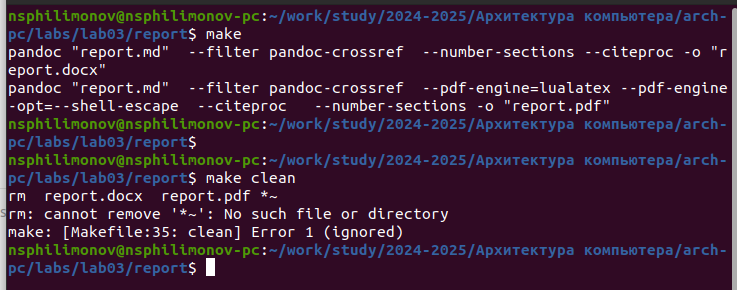 nsphilimonov@nsphilimonov-pc:~/work/study/2024-2025/Архитектура компьютера/arch-
pc/labs/lab03/report$ make
pandoc "report.md"  --filter pandoc-crossref  --number-sections --citeproc -o "r
eport.docx"
pandoc "report.md"  --filter pandoc-crossref  --pdf-engine=lualatex --pdf-engine
-opt=--shell-escape  --citeproc   --number-sections -o "report.pdf"
nsphilimonov@nsphilimonov-pc:~/work/study/2024-2025/Архитектура компьютера/arch-
pc/labs/lab03/report$
nsphilimonov@nsphilimonov-pc:~/work/study/2024-2025/Архитектура компьютера/arch-
pc/labs/lab03/report$ make clean
rm  report.docx  report.pdf *~
rm: cannot remove '*~': No such file or directory
make: [Makefile:35: clean] Error 1 (ignored)
nsphilimonov@nsphilimonov-pc:~/work/study/2024-2025/Архитектура компьютера/arch-
pc/labs/lab03/report$